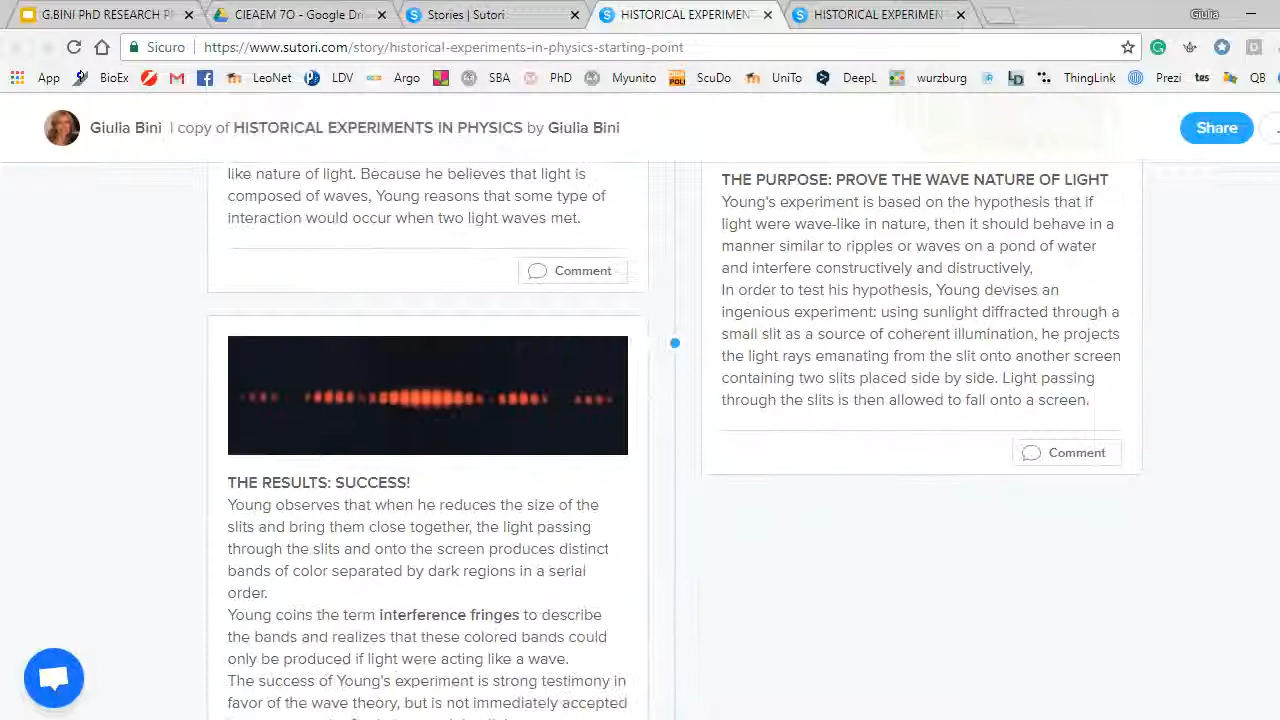 G.BINI PhD RESEARCH P
CIEAEM 70 - Google Dri
Stories | Sutori
HISTORICAL EXPERIMEN
HISTORICAL EXPERIMEN
Giulia
Sicuro
https://www.sutori.com/story/historical-experiments-in-physics-starting-point
App BioEx LeoNet LDV Argo SBA PhD Myunito ScuDo UniTo DeepL wurzburg ThingLink Prezi QB
Giulia Bini | copy of HISTORICAL EXPERIMENTS IN PHYSICS by Giulia Bini
Share
like nature of light. Because he believes that light is
composed of waves, Young reasons that some type of
interaction would occur when two light waves met.
Comment
THE PURPOSE: PROVE THE WAVE NATURE OF LIGHT
Young's experiment is based on the hypothesis that if
light were wave-like in nature, then it should behave in a
manner similar to ripples or waves on a pond of water
and interfere constructively and distructively,
In order to test his hypothesis, Young devises an
ingenious experiment: using sunlight diffracted through a
small slit as a source of coherent illumination, he projects
the light rays emanating from the slit onto another screen
containing two slits placed side by side. Light passing
through the slits is then allowed to fall onto a screen.
Comment
THE RESULTS: SUCCESS!
Young observes that when he reduces the size of the
slits and bring them close together, the light passing
through the slits and onto the screen produces distinct
bands of color separated by dark regions in a serial
order.
Young coins the term interference fringes to describe
the bands and realizes that these colored bands could
only be produced if light were acting like a wave.
The success of Young's experiment is strong testimony in
favor of the wave theory, but is not immediately accepted